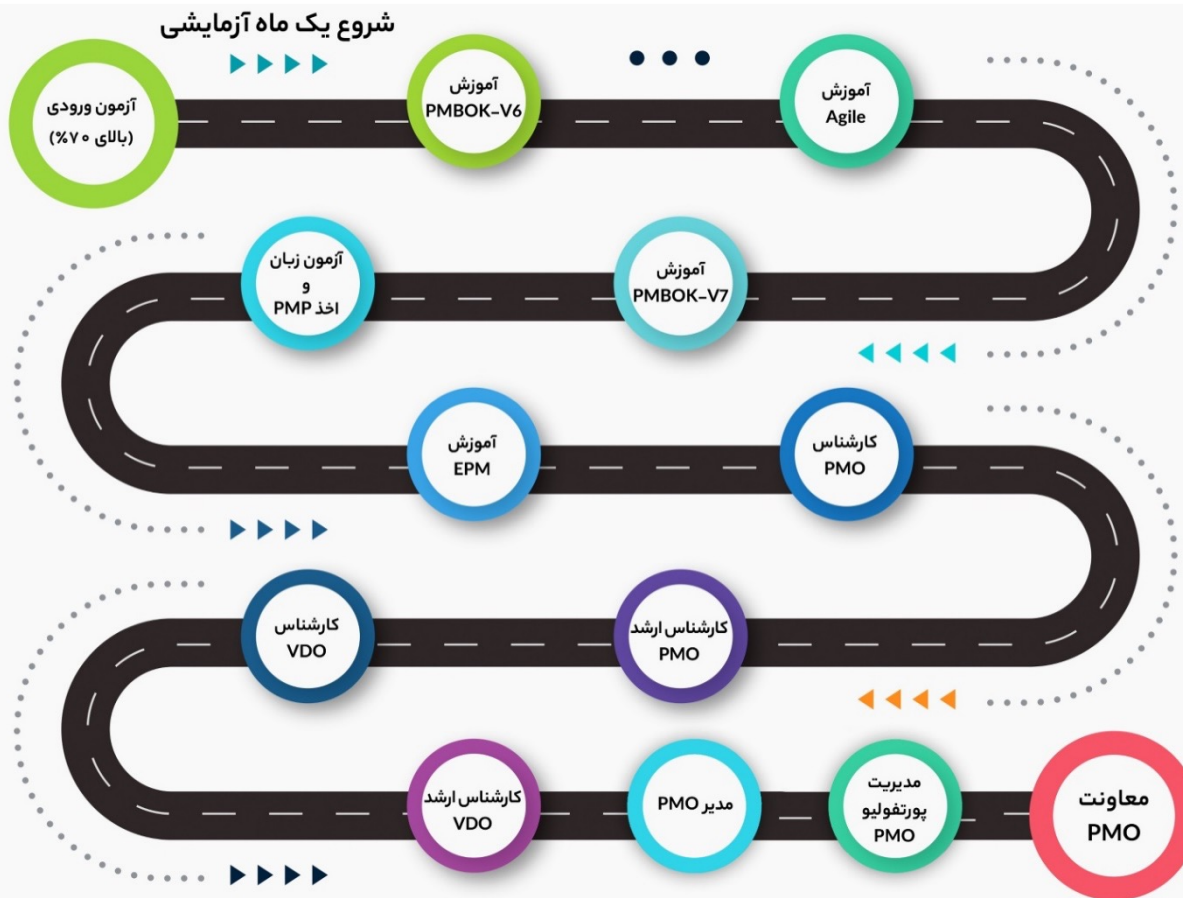 شروع یک ماه آزمایشی
آزمون ورودی
(بالای ۷۰%)
آموزش
PMBOK-V6
آموزش
Agile
آموزش
PMBOK-V7
آزمون زبان
و
اخذ PMP
آموزش
EPM
کارشناس
PMO
کارشناس ارشد
PMO
کارشناس
VDO
کارشناس ارشد
VDO
مدیر PMO
مدیریت
پورتفولیو
PMO
معاونت
PMO